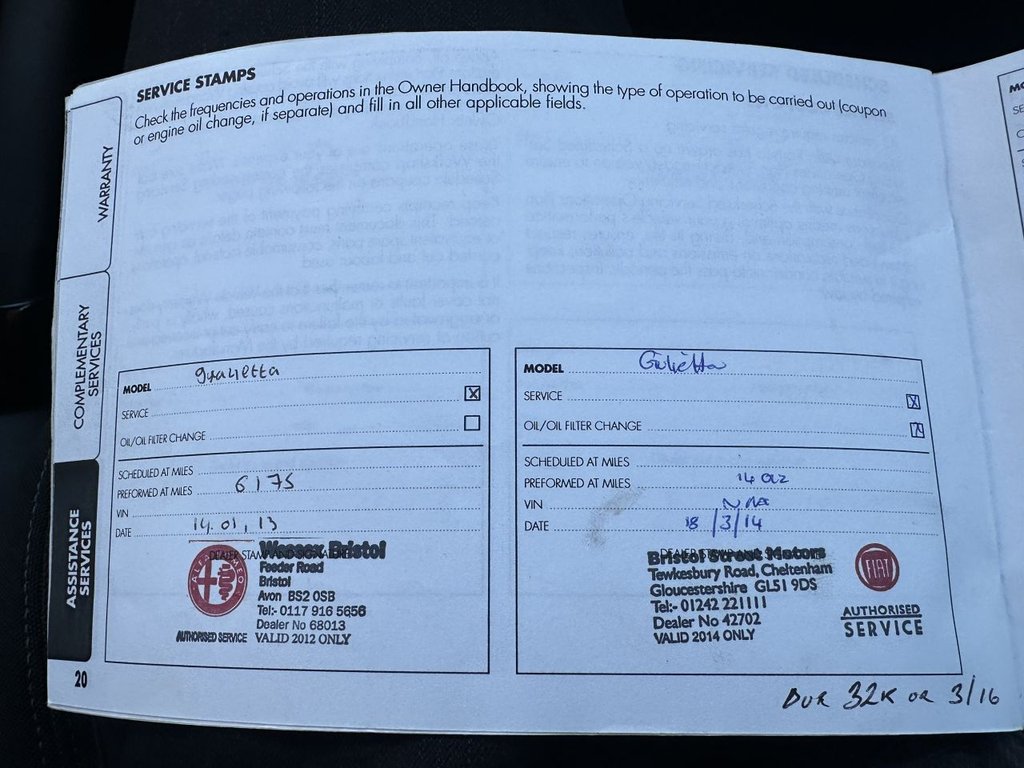 SERVICE STAMPS
Check the frequencies and operations in the Owner Handbook, showing the type of operation to be carried out (coupon
or engine oil change, if separate) and fill in all other applicable fields.
WARRANTY
COMPLEMENTARY
SERVICES
ASSISTANCE
SERVICES
MODEL
SERVICE X
OIL/OIL FILTER CHANGE
SCHEDULED AT MILES
PREFORMED AT MILES 6175
VIN
DATE 14.01,13
DEALER STAMP AND
Wessex Bristol
Feeder Road
Bristol
Avon BS2 0SB
Tel:- 0117 916 5656
Dealer No 68013
VALID 2012 ONLY
ALFA ROMEO
AUTHORISED SERVICE
MODEL Giulietta
SERVICE X
OIL/OIL FILTER CHANGE
SCHEDULED AT MILES
PREFORMED AT MILES
VIN
DATE 18/3/14
Bristol Street Motors
Tewkesbury Road, Cheltenham
Gloucestershire GL51 9DS
Tel:- 01242 221111
Dealer No 42702
VALID 2014 ONLY
FIAT
AUTHORISED
SERVICE
20
DUE 32K OR 3/16